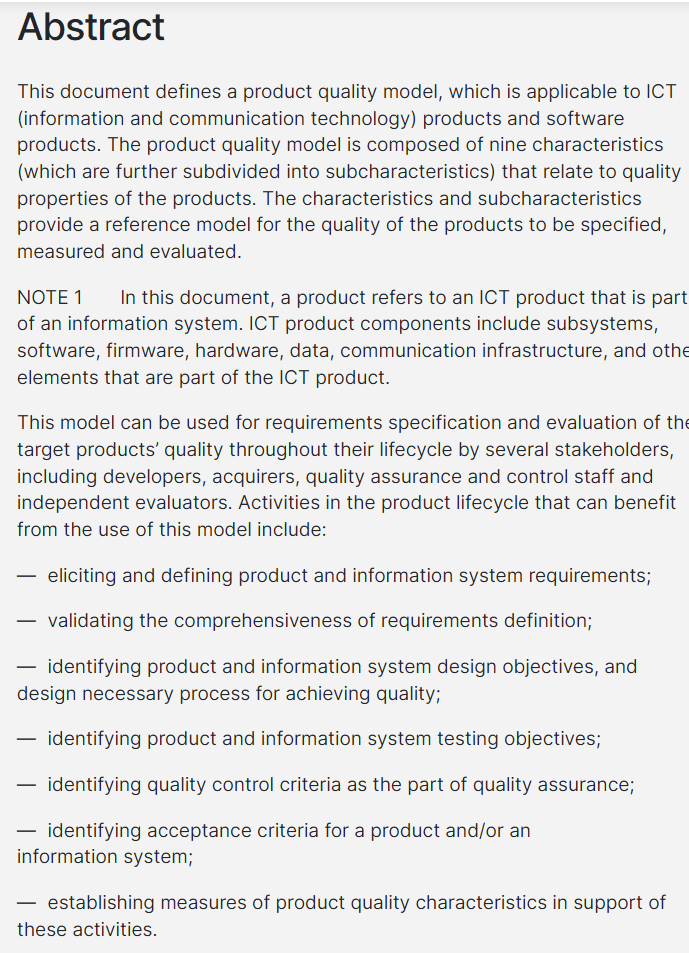 Abstract
This document defines a product quality model, which is applicable to ICT
(information and communication technology) products and software
products. The product quality model is composed of nine characteristics
(which are further subdivided into subcharacteristics) that relate to quality
properties of the products. The characteristics and subcharacteristics
provide a reference model for the quality of the products to be specified,
measured and evaluated.
NOTE 1 In this document, a product refers to an ICT product that is part
of an information system. ICT product components include subsystems,
software, firmware, hardware, data, communication infrastructure, and othe
elements that are part of the ICT product.
This model can be used for requirements specification and evaluation of the
target products’ quality throughout their lifecycle by several stakeholders,
including developers, acquirers, quality assurance and control staff and
independent evaluators. Activities in the product lifecycle that can benefit
from the use of this model include:
— eliciting and defining product and information system requirements;
— validating the comprehensiveness of requirements definition;
— identifying product and information system design objectives, and
design necessary process for achieving quality;
— identifying product and information system testing objectives;
— identifying quality control criteria as the part of quality assurance;
— identifying acceptance criteria for a product and/or an
information system;
— establishing measures of product quality characteristics in support of
these activities.